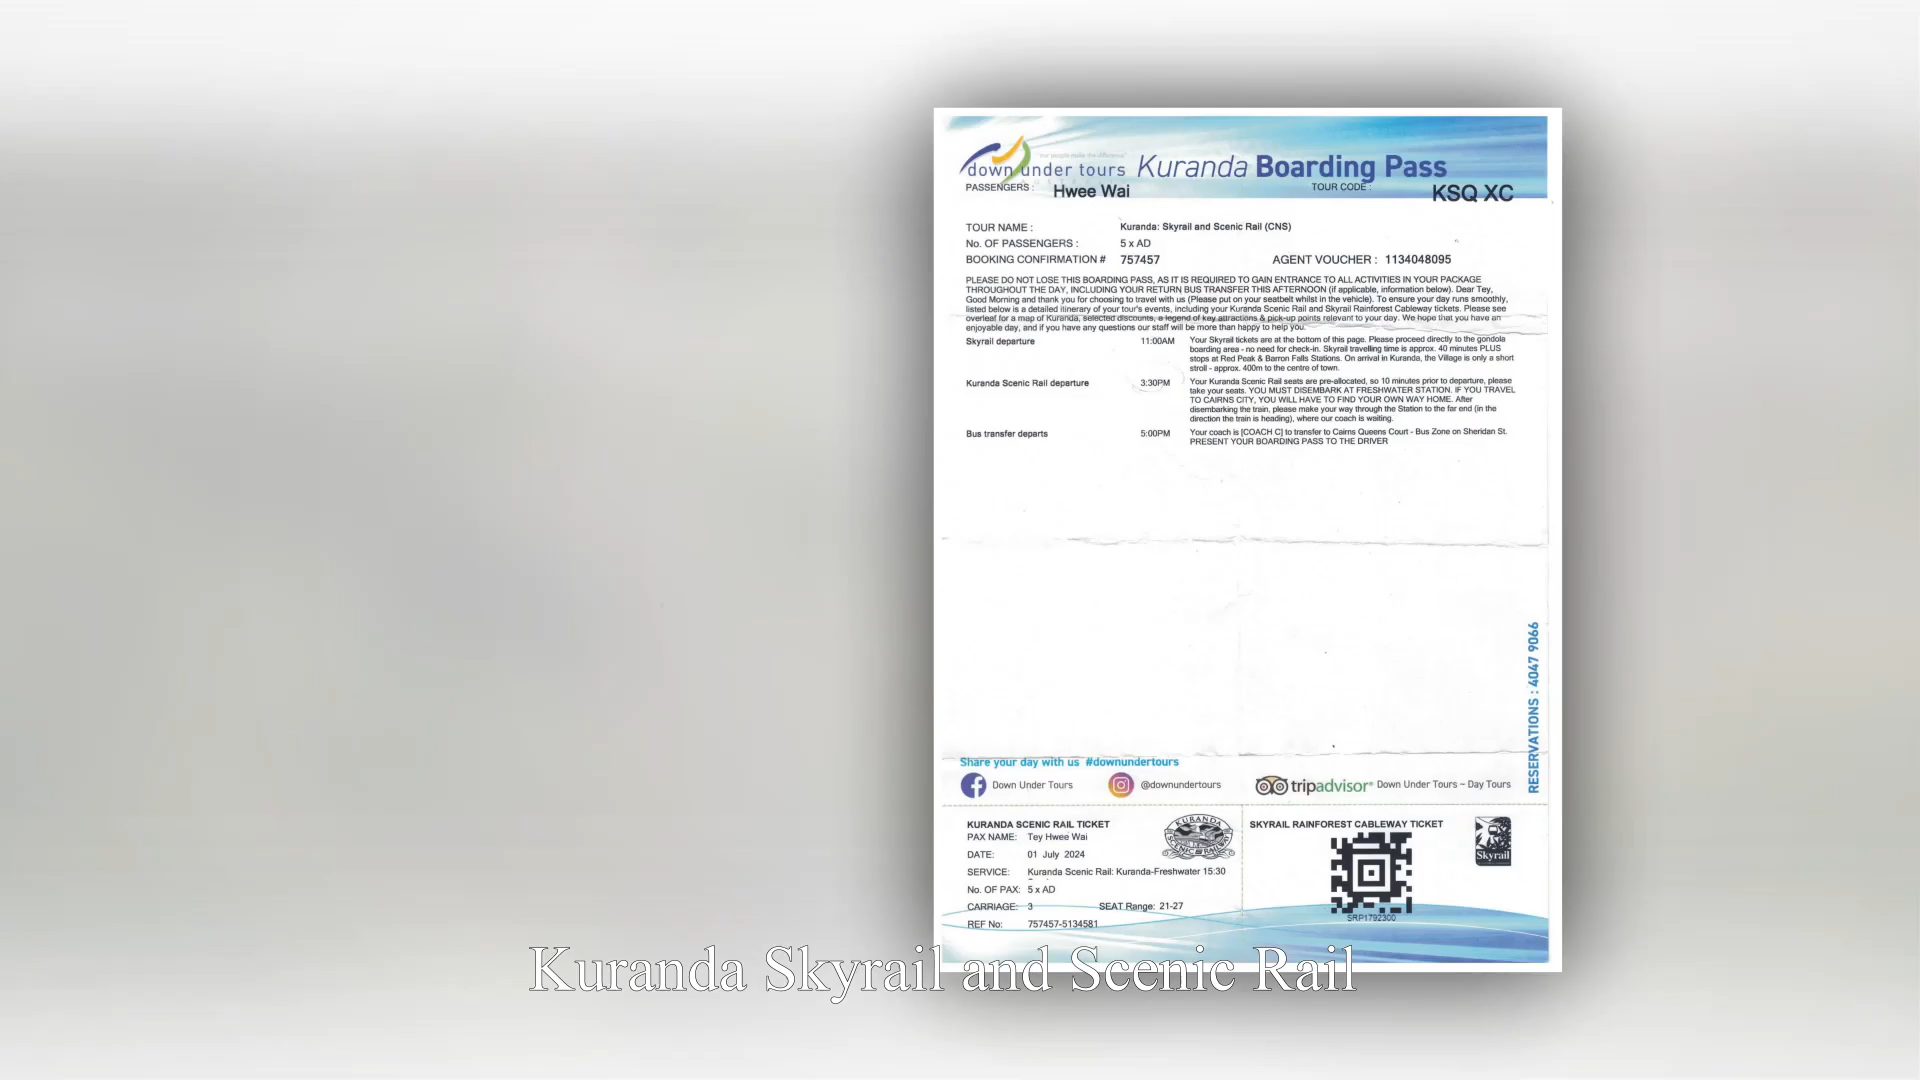 "our people make the difference"
down under tours
Kuranda Boarding Pass
PASSENGERS : Hwee Wai
TOUR CODE : KSQ XC
TOUR NAME : Kuranda: Skyrail and Scenic Rail (CNS)
No. OF PASSENGERS : 5 x AD
BOOKING CONFIRMATION # 757457 AGENT VOUCHER : 1134048095
PLEASE DO NOT LOSE THIS BOARDING PASS, AS IT IS REQUIRED TO GAIN ENTRANCE TO ALL ACTIVITIES IN YOUR PACKAGE
THROUGHOUT THE DAY, INCLUDING YOUR RETURN BUS TRANSFER THIS AFTERNOON (if applicable, information below). Dear Tey,
Good Morning and thank you for choosing to travel with us (Please put on your seatbelt whilst in the vehicle). To ensure your day runs smoothly,
listed below is a detailed itinerary of your tour's events, including your Kuranda Scenic Rail and Skyrail Rainforest Cableway tickets. Please see
overleaf for a map of Kuranda, selected discounts, a legend of key attractions & pick-up points relevant to your day. We hope that you have an
enjoyable day, and if you have any questions our staff will be more than happy to help you.
Skyrail departure 11:00AM Your Skyrail tickets are at the bottom of this page. Please proceed directly to the gondola
boarding area - no need for check-in. Skyrail travelling time is approx. 40 minutes PLUS
stops at Red Peak & Barron Falls Stations. On arrival in Kuranda, the Village is only a short
stroll - approx. 400m to the centre of town.
Kuranda Scenic Rail departure 3:30PM Your Kuranda Scenic Rail seats are pre-allocated, so 10 minutes prior to departure, please
take your seats. YOU MUST DISEMBARK AT FRESHWATER STATION. IF YOU TRAVEL
TO CAIRNS CITY, YOU WILL HAVE TO FIND YOUR OWN WAY HOME. After
disembarking the train, please make your way through the Station to the far end (in the
direction the train is heading), where our coach is waiting.
Bus transfer departs 5:00PM Your coach is [COACH C] to transfer to Cairns Queens Court - Bus Zone on Sheridan St.
PRESENT YOUR BOARDING PASS TO THE DRIVER
RESERVATIONS : 4047 9066
Share your day with us #downundertours
Down Under Tours @downundertours tripadvisor® Down Under Tours ~ Day Tours
KURANDA SCENIC RAIL TICKET
PAX NAME: Tey Hwee Wai
DATE: 01 July 2024
SERVICE: Kuranda Scenic Rail: Kuranda-Freshwater 15:30
No. OF PAX: 5 x AD
CARRIAGE: 3 SEAT Range: 21-27
REF No: 757457-5134581
KURANDA
SCENIC RAILWAY
SKYRAIL RAINFOREST CABLEWAY TICKET
Skyrail
SRP1792300
Kuranda Skyrail and Scenic Rail